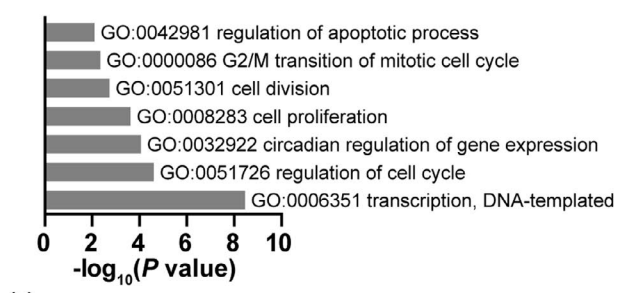 GO:0042981 regulation of apoptotic process
GO:0000086 G2/M transition of mitotic cell cycle
GO:0051301 cell division
GO:0008283 cell proliferation
GO:0032922 circadian regulation of gene expression
GO:0051726 regulation of cell cycle
GO:0006351 transcription, DNA-templated
0 2 4 6 8 10
-log10(P value)